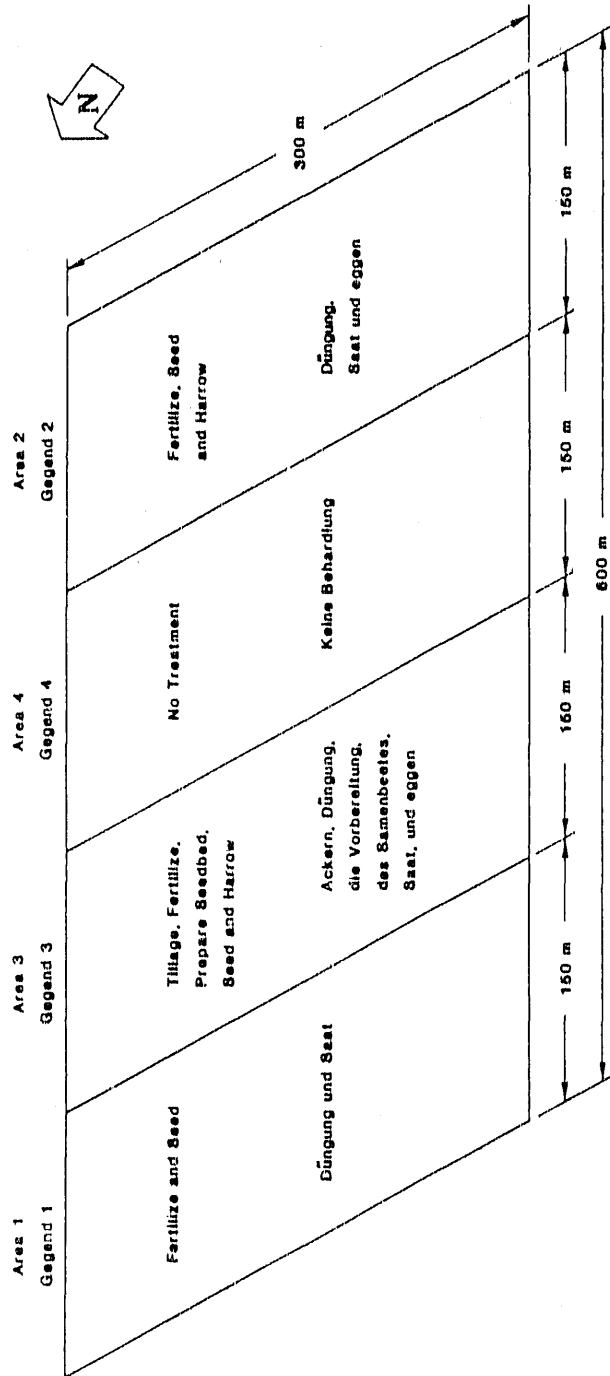 Area 1
Gegend 1
Area 3
Gegend 3
Area 4
Gegend 4
Area 2
Gegend 2
N
Fertilize and Seed
Düngung und Saat
Tillage, Fertilize,
Prepare Seedbed,
Seed and Harrow
Ackern, Düngung,
die Vorbereitung,
des Samenbeetes,
Saat, und eggen
No Treatment
Keine Behardlung
Fertilize, Seed
and Harrow
Düngung,
Saat und eggen
300 m
150 m
150 m
150 m
150 m
600 m